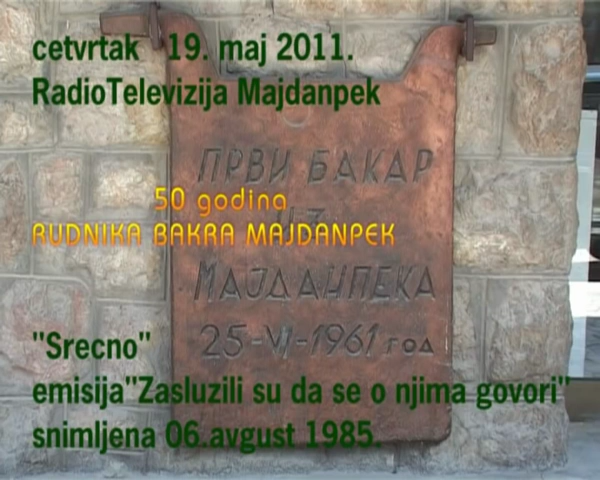 cetvrtak 19. maj 2011.
RadioTelevizija Majdanpek
ПРВИ БАКАР
50 godina
ИЗ
RUDNIKA BAKRA MAJDANPEK
МАЈДАНПЕКА
25-VI-1961 год
"Srecno"
emisija"Zasluzili su da se o njima govori"
snimljena 06.avgust 1985.